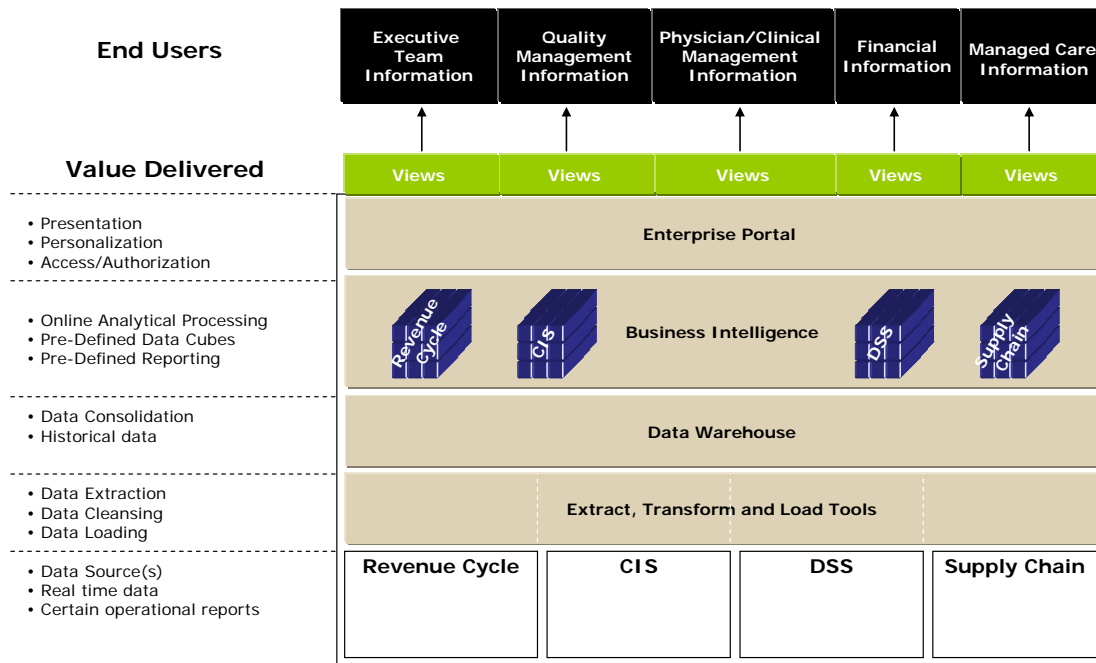 End Users
Executive
Team
Information
Quality
Management
Information
Physician/Clinical
Management
Information
Financial
Information
Managed Care
Information
Value Delivered
Views
Views
Views
Views
Views
• Presentation
• Personalization
• Access/Authorization
Enterprise Portal
• Online Analytical Processing
• Pre-Defined Data Cubes
• Pre-Defined Reporting
Revenue
Cycle
CIS
Business Intelligence
DSS
Supply
Chain
• Data Consolidation
• Historical data
Data Warehouse
• Data Extraction
• Data Cleansing
• Data Loading
Extract, Transform and Load Tools
• Data Source(s)
• Real time data
• Certain operational reports
Revenue Cycle
CIS
DSS
Supply Chain